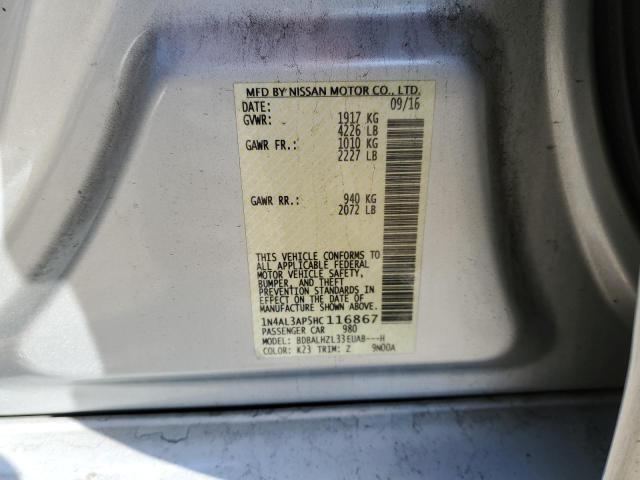 MFD BY NISSAN MOTOR CO., LTD.
DATE: 09/16
GVWR: 1917 KG
4226 LB
GAWR FR.: 1010 KG
2227 LB
GAWR RR.: 940 KG
2072 LB
THIS VEHICLE CONFORMS TO
ALL APPLICABLE FEDERAL
MOTOR VEHICLE SAFETY,
BUMPER, AND THEFT
PREVENTION STANDARDS IN
EFFECT ON THE DATE OF
MANUFACTURE SHOWN ABOVE.
1N4AL3AP5HC116867
PASSENGER CAR 980
MODEL: BDBALHZL33EUAB---H
COLOR: K23 TRIM: Z 9N00A